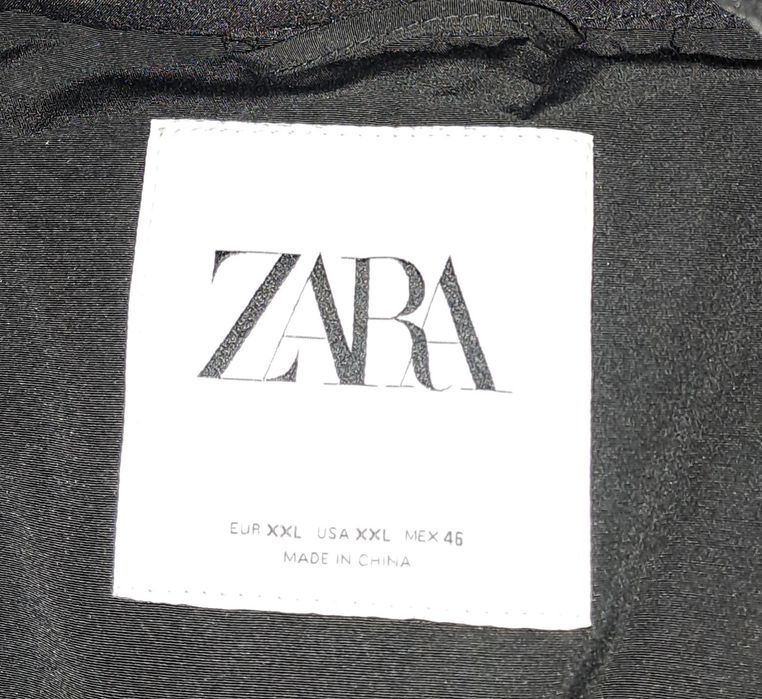 ZARA
EUR XXL USA XXL MEX 46
MADE IN CHINA